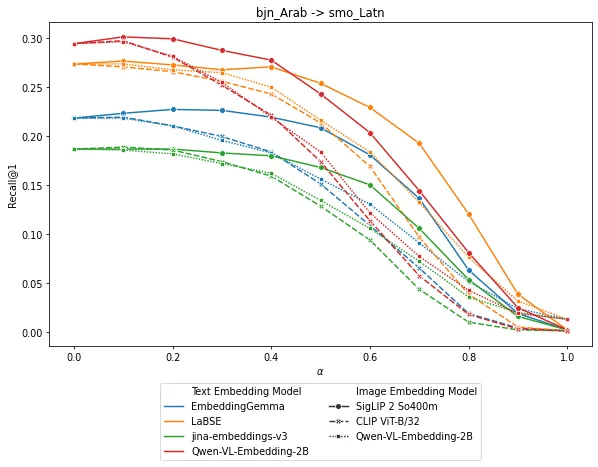 bjn_Arab -> smo_Latn
Recall@1
0.30
0.25
0.20
0.15
0.10
0.05
0.00
0.0 0.2 0.4 0.6 0.8 1.0
α
Text Embedding Model
EmbeddingGemma
LaBSE
jina-embeddings-v3
Qwen-VL-Embedding-2B
Image Embedding Model
SigLIP 2 So400m
CLIP ViT-B/32
Qwen-VL-Embedding-2B